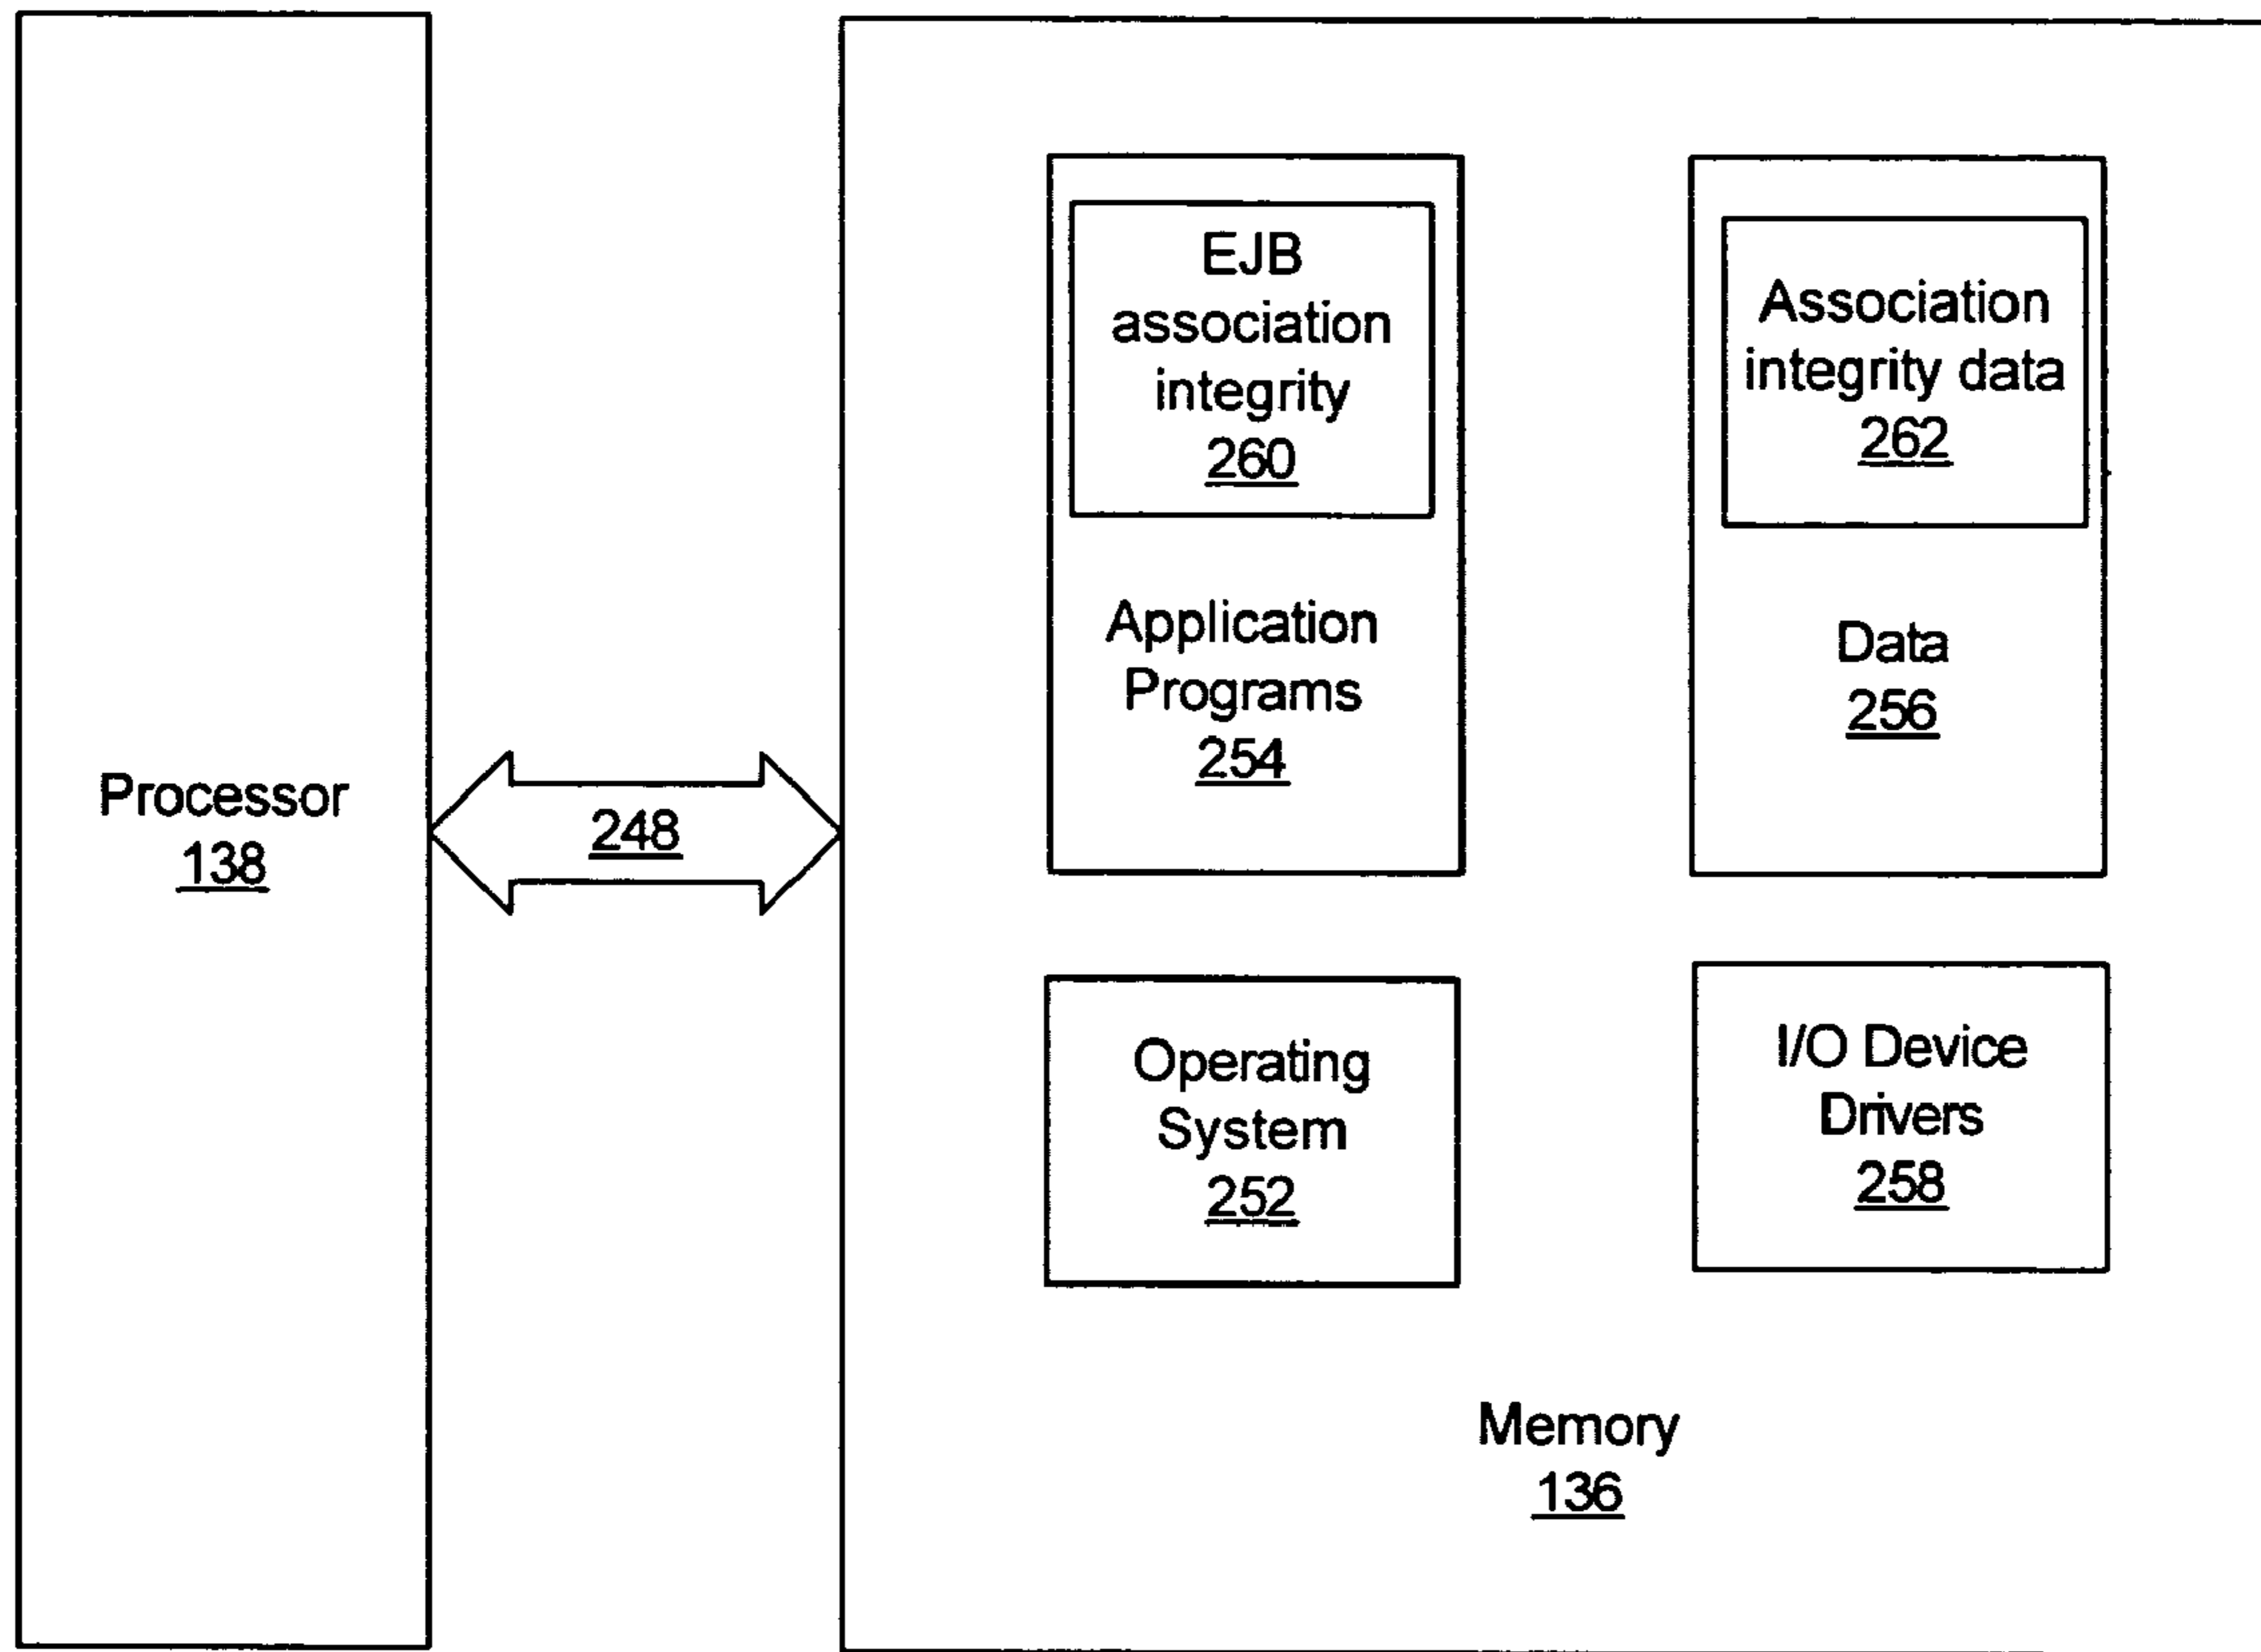 Processor
138
248
EJB
association
integrity
260
Application
Programs
254
Association
integrity data
262
Data
256
Operating
System
252
I/O Device
Drivers
258
Memory
136